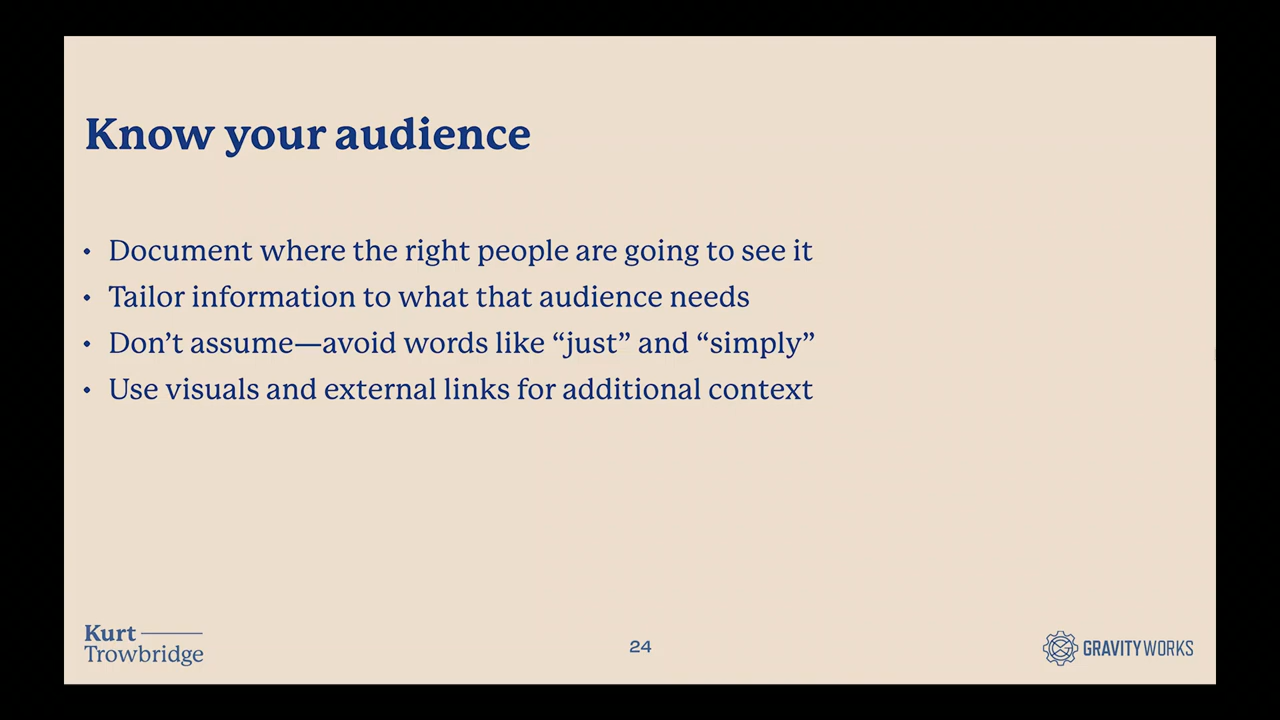 Know your audience
• Document where the right people are going to see it
• Tailor information to what that audience needs
• Don’t assume—avoid words like “just” and “simply”
• Use visuals and external links for additional context
Kurt
Trowbridge
24
GRAVITYWORKS